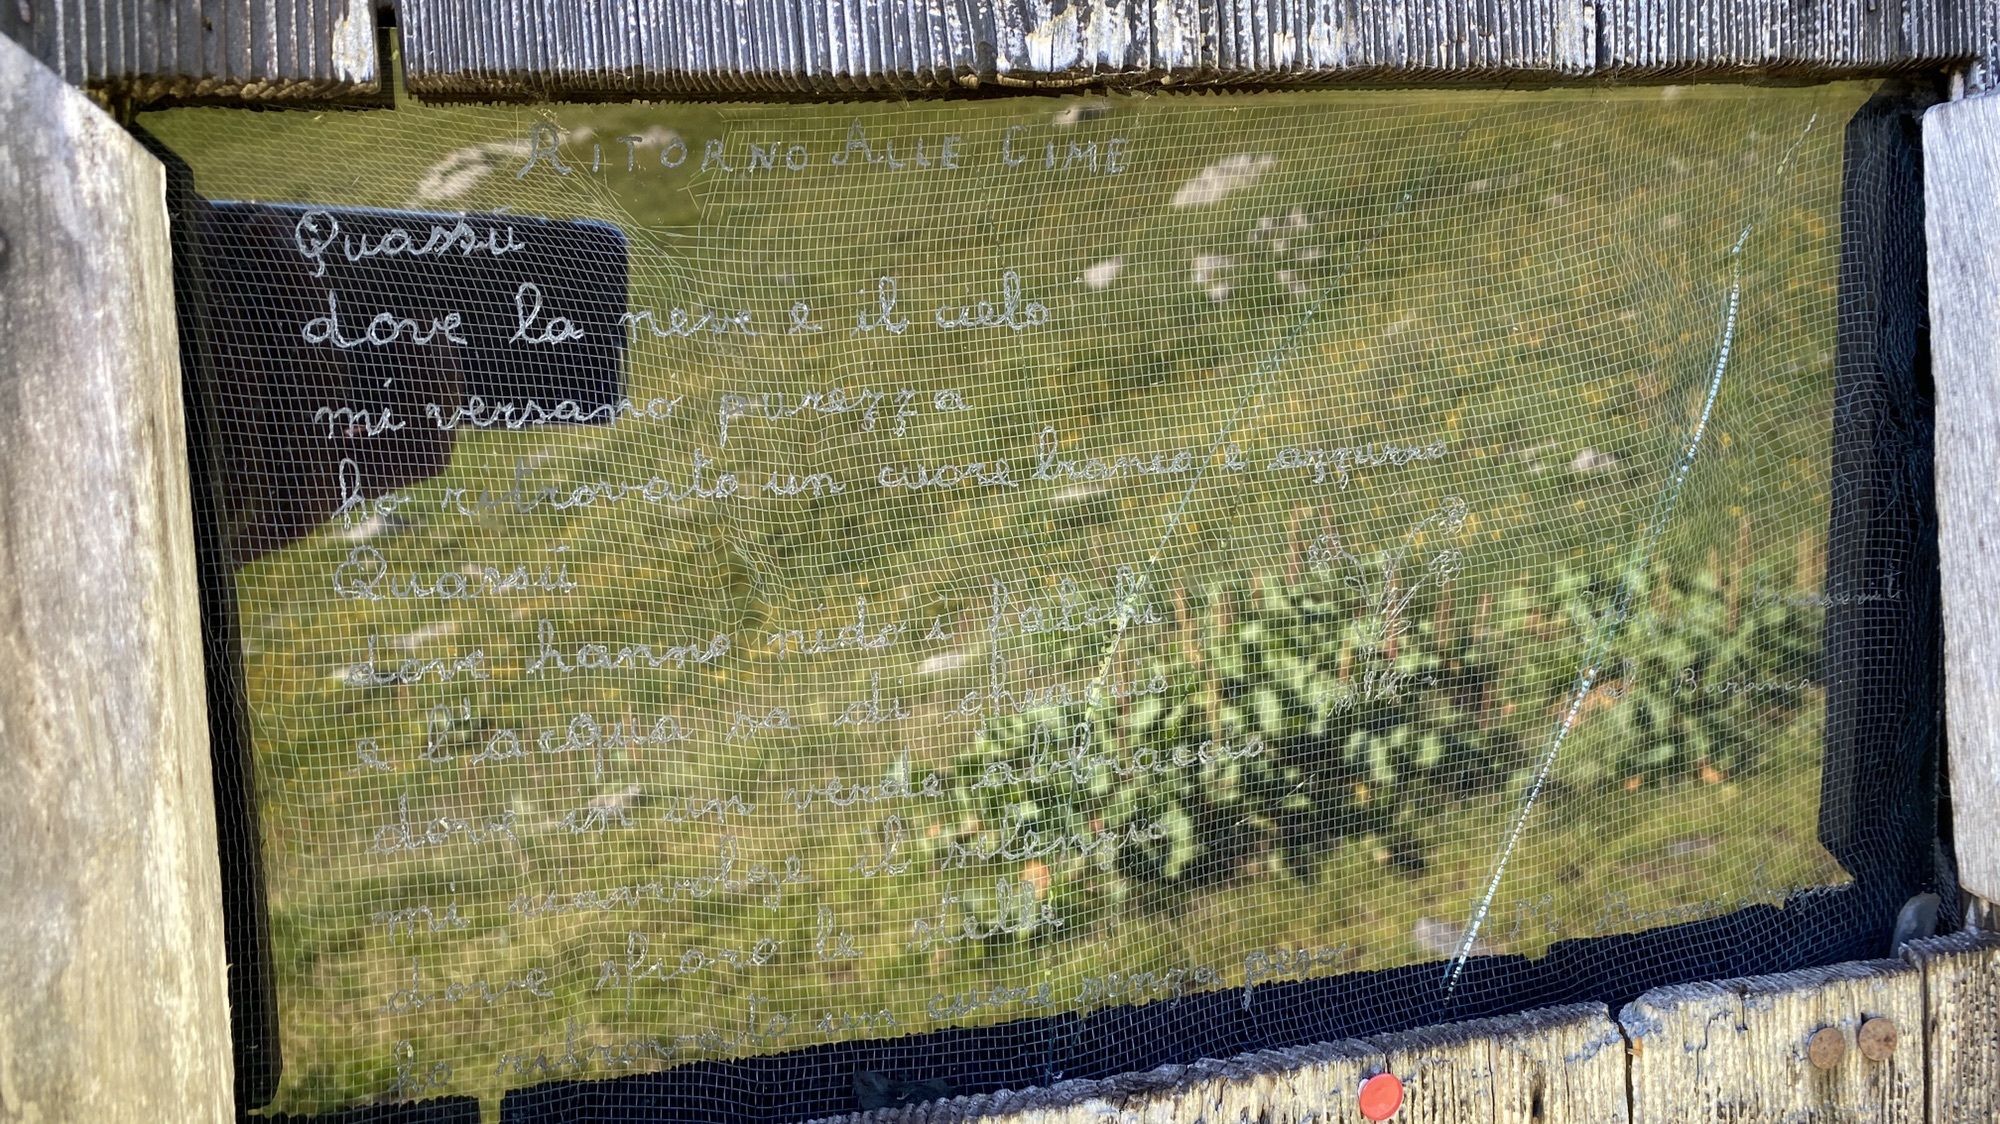 RITORNO ALLE CIME
Quassù
dove la neve e il cielo
mi versano purezza
ho ritrovato un cuore bianco e azzurro
Quassù
dove hanno nido i falchi
e l'acqua sa di ghiaccio
dove in un verde abbraccio
mi riavvolge il silenzio
dove sfioro le stelle
ho ritrovato un cuore senza peso